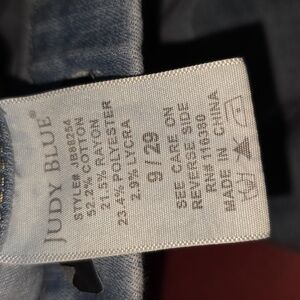 JUDY BLUE®
STYLE# JB88254
52.2% COTTON
21.5% RAYON
23.4% POLYESTER
2.9% LYCRA
9 / 29
SEE CARE ON
REVERSE SIDE
RN# 116380
MADE IN CHINA